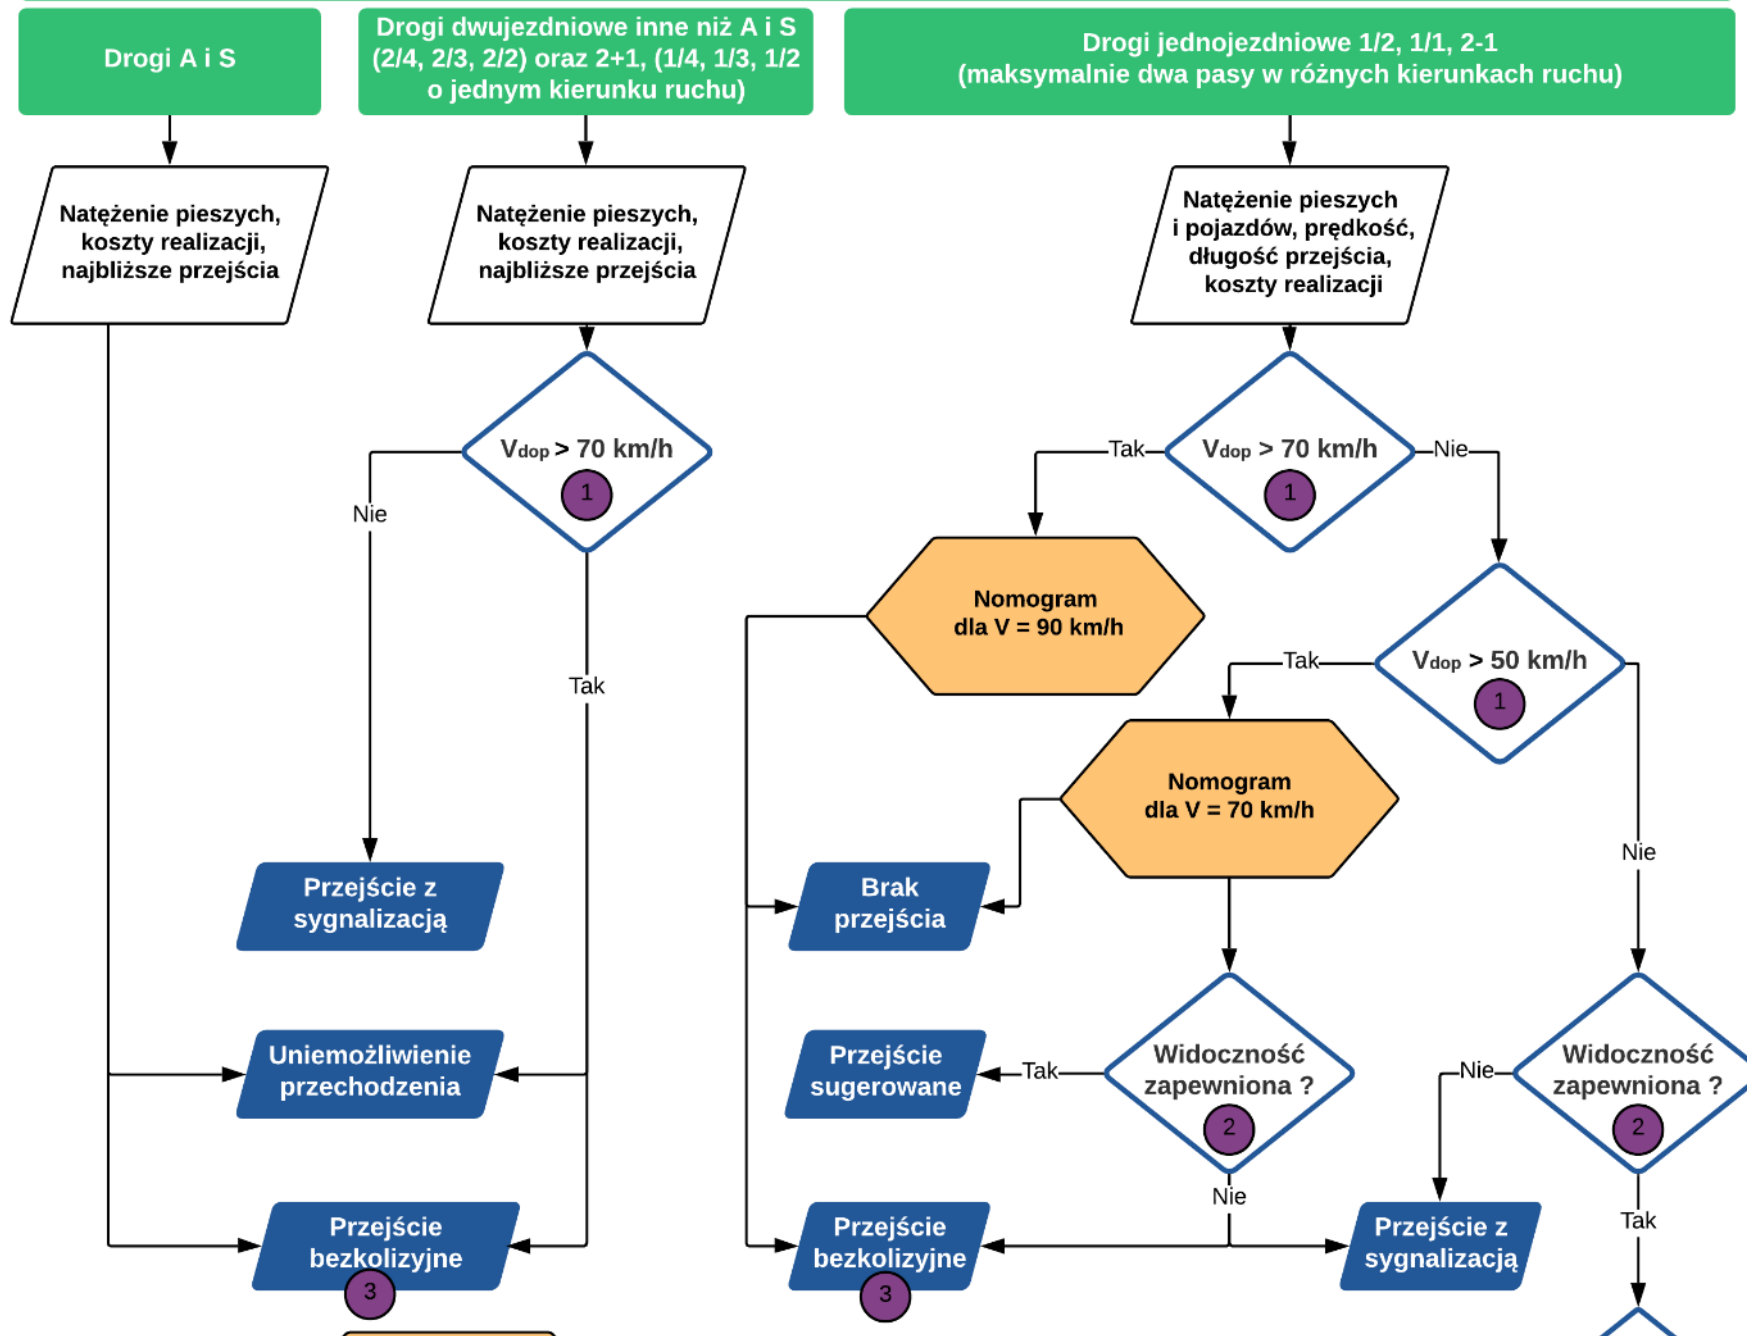 Drogi A i S
Drogi dwujezdniowe inne niż A i S
(2/4, 2/3, 2/2) oraz 2+1, (1/4, 1/3, 1/2
o jednym kierunku ruchu)
Drogi jednojezdniowe 1/2, 1/1, 2-1
(maksymalnie dwa pasy w różnych kierunkach ruchu)
Natężenie pieszych,
koszty realizacji,
najbliższe przejścia
Natężenie pieszych,
koszty realizacji,
najbliższe przejścia
Natężenie pieszych
i pojazdów, prędkość,
długość przejścia,
koszty realizacji
Vdop > 70 km/h
1
Nie
Tak
Vdop > 70 km/h
1
Tak
Nie
Nomogram
dla V = 90 km/h
Vdop > 50 km/h
1
Tak
Nie
Nomogram
dla V = 70 km/h
Przejście z
sygnalizacją
Brak
przejścia
Uniemożliwienie
przechodzenia
Przejście
sugerowane
Tak
Widoczność
zapewniona ?
2
Nie
Nie
Widoczność
zapewniona ?
2
Tak
Przejście
bezkolizyjne
3
Przejście
bezkolizyjne
3
Przejście z
sygnalizacją